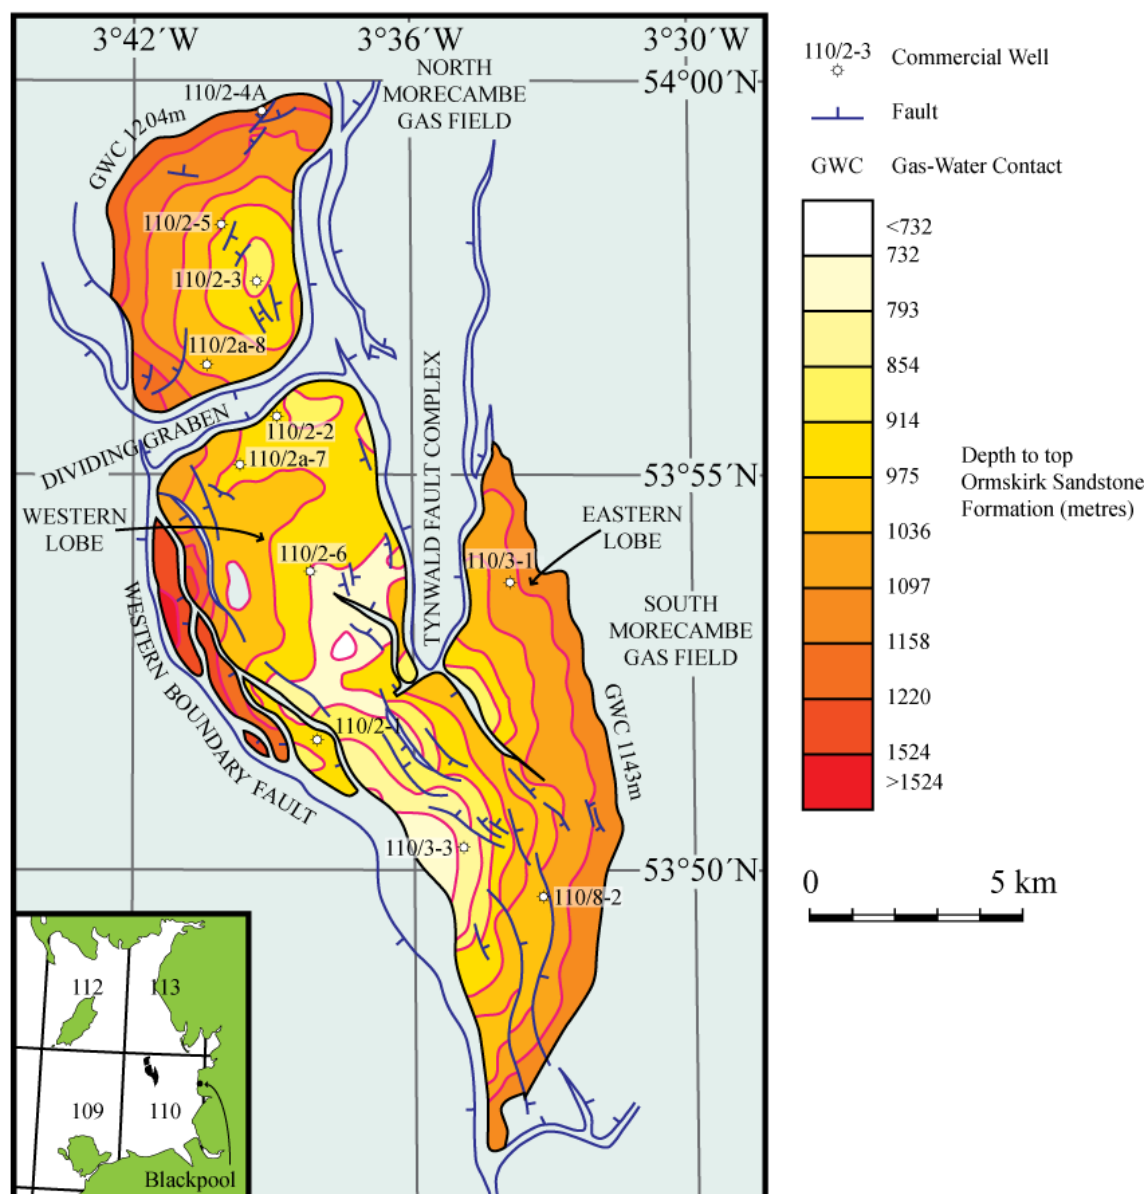 3°42´W
3°36´W
3°30´W
54°00´N
53°55´N
53°50´N
NORTH
MORECAMBE
GAS FIELD
110/2-4A
GWC 1204m
110/2-5
110/2-3
110/2a-8
DIVIDING GRABEN
110/2-2
110/2a-7
TYNWALD FAULT COMPLEX
WESTERN
LOBE
EASTERN
LOBE
110/2-6
110/3-1
SOUTH
MORECAMBE
GAS FIELD
WESTERN BOUNDARY FAULT
GWC 1143m
110/2-1
110/3-3
110/8-2
112
113
109
110
Blackpool
110/2-3
Commercial Well
Fault
GWC
Gas-Water Contact
<732
732
793
854
914
975
1036
1097
1158
1220
1524
>1524
Depth to top
Ormskirk Sandstone
Formation (metres)
0
5 km